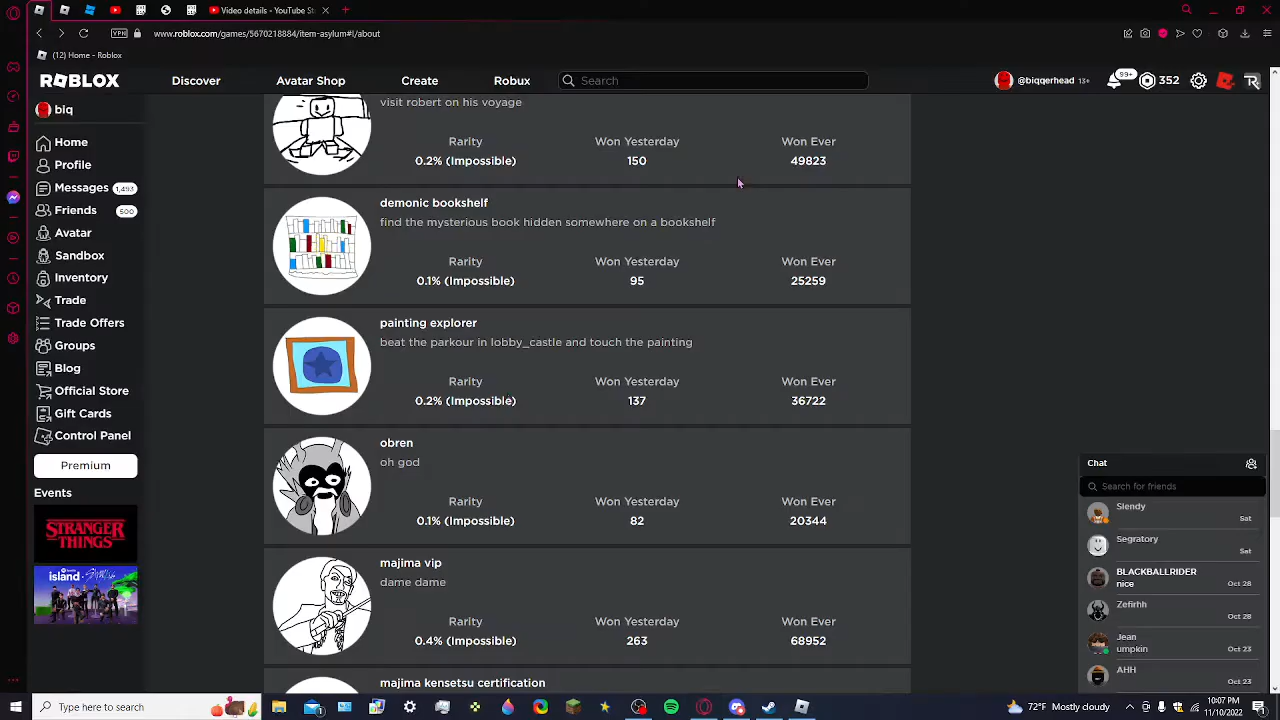 Video details - YouTube St
VPN
www.roblox.com/games/5670218884/item-asylum#!/about
(12) Home - Roblox
ROBLOX
Discover
Avatar Shop
Create
Robux
Search
@biqqerhead 13+
99+
352
biq
Home
Profile
Messages 1,493
Friends 500
Avatar
Sandbox
Inventory
Trade
Trade Offers
Groups
Blog
Official Store
Gift Cards
Control Panel
Premium
Events
STRANGER
THINGS
island
visit robert on his voyage
Rarity Won Yesterday Won Ever
0.2% (Impossible) 150 49823
demonic bookshelf
find the mysterious book hidden somewhere on a bookshelf
Rarity Won Yesterday Won Ever
0.1% (Impossible) 95 25259
painting explorer
beat the parkour in lobby_castle and touch the painting
Rarity Won Yesterday Won Ever
0.2% (Impossible) 137 36722
obren
oh god
Rarity Won Yesterday Won Ever
0.1% (Impossible) 82 26344
majima vip
dame dame
Rarity Won Yesterday Won Ever
0.4% (Impossible) 263 68952
majima kensetsu certification
Chat
Search for friends
Slendy
Sat
Segratory
Sat
BLACKBALLRIDER
nice Oct 28
Zefirhh
Oct 28
Jean
umpkin Oct 23
AHH
Oct 23
Type here to search
72°F Mostly cloudy
10:07 PM
11/10/2022